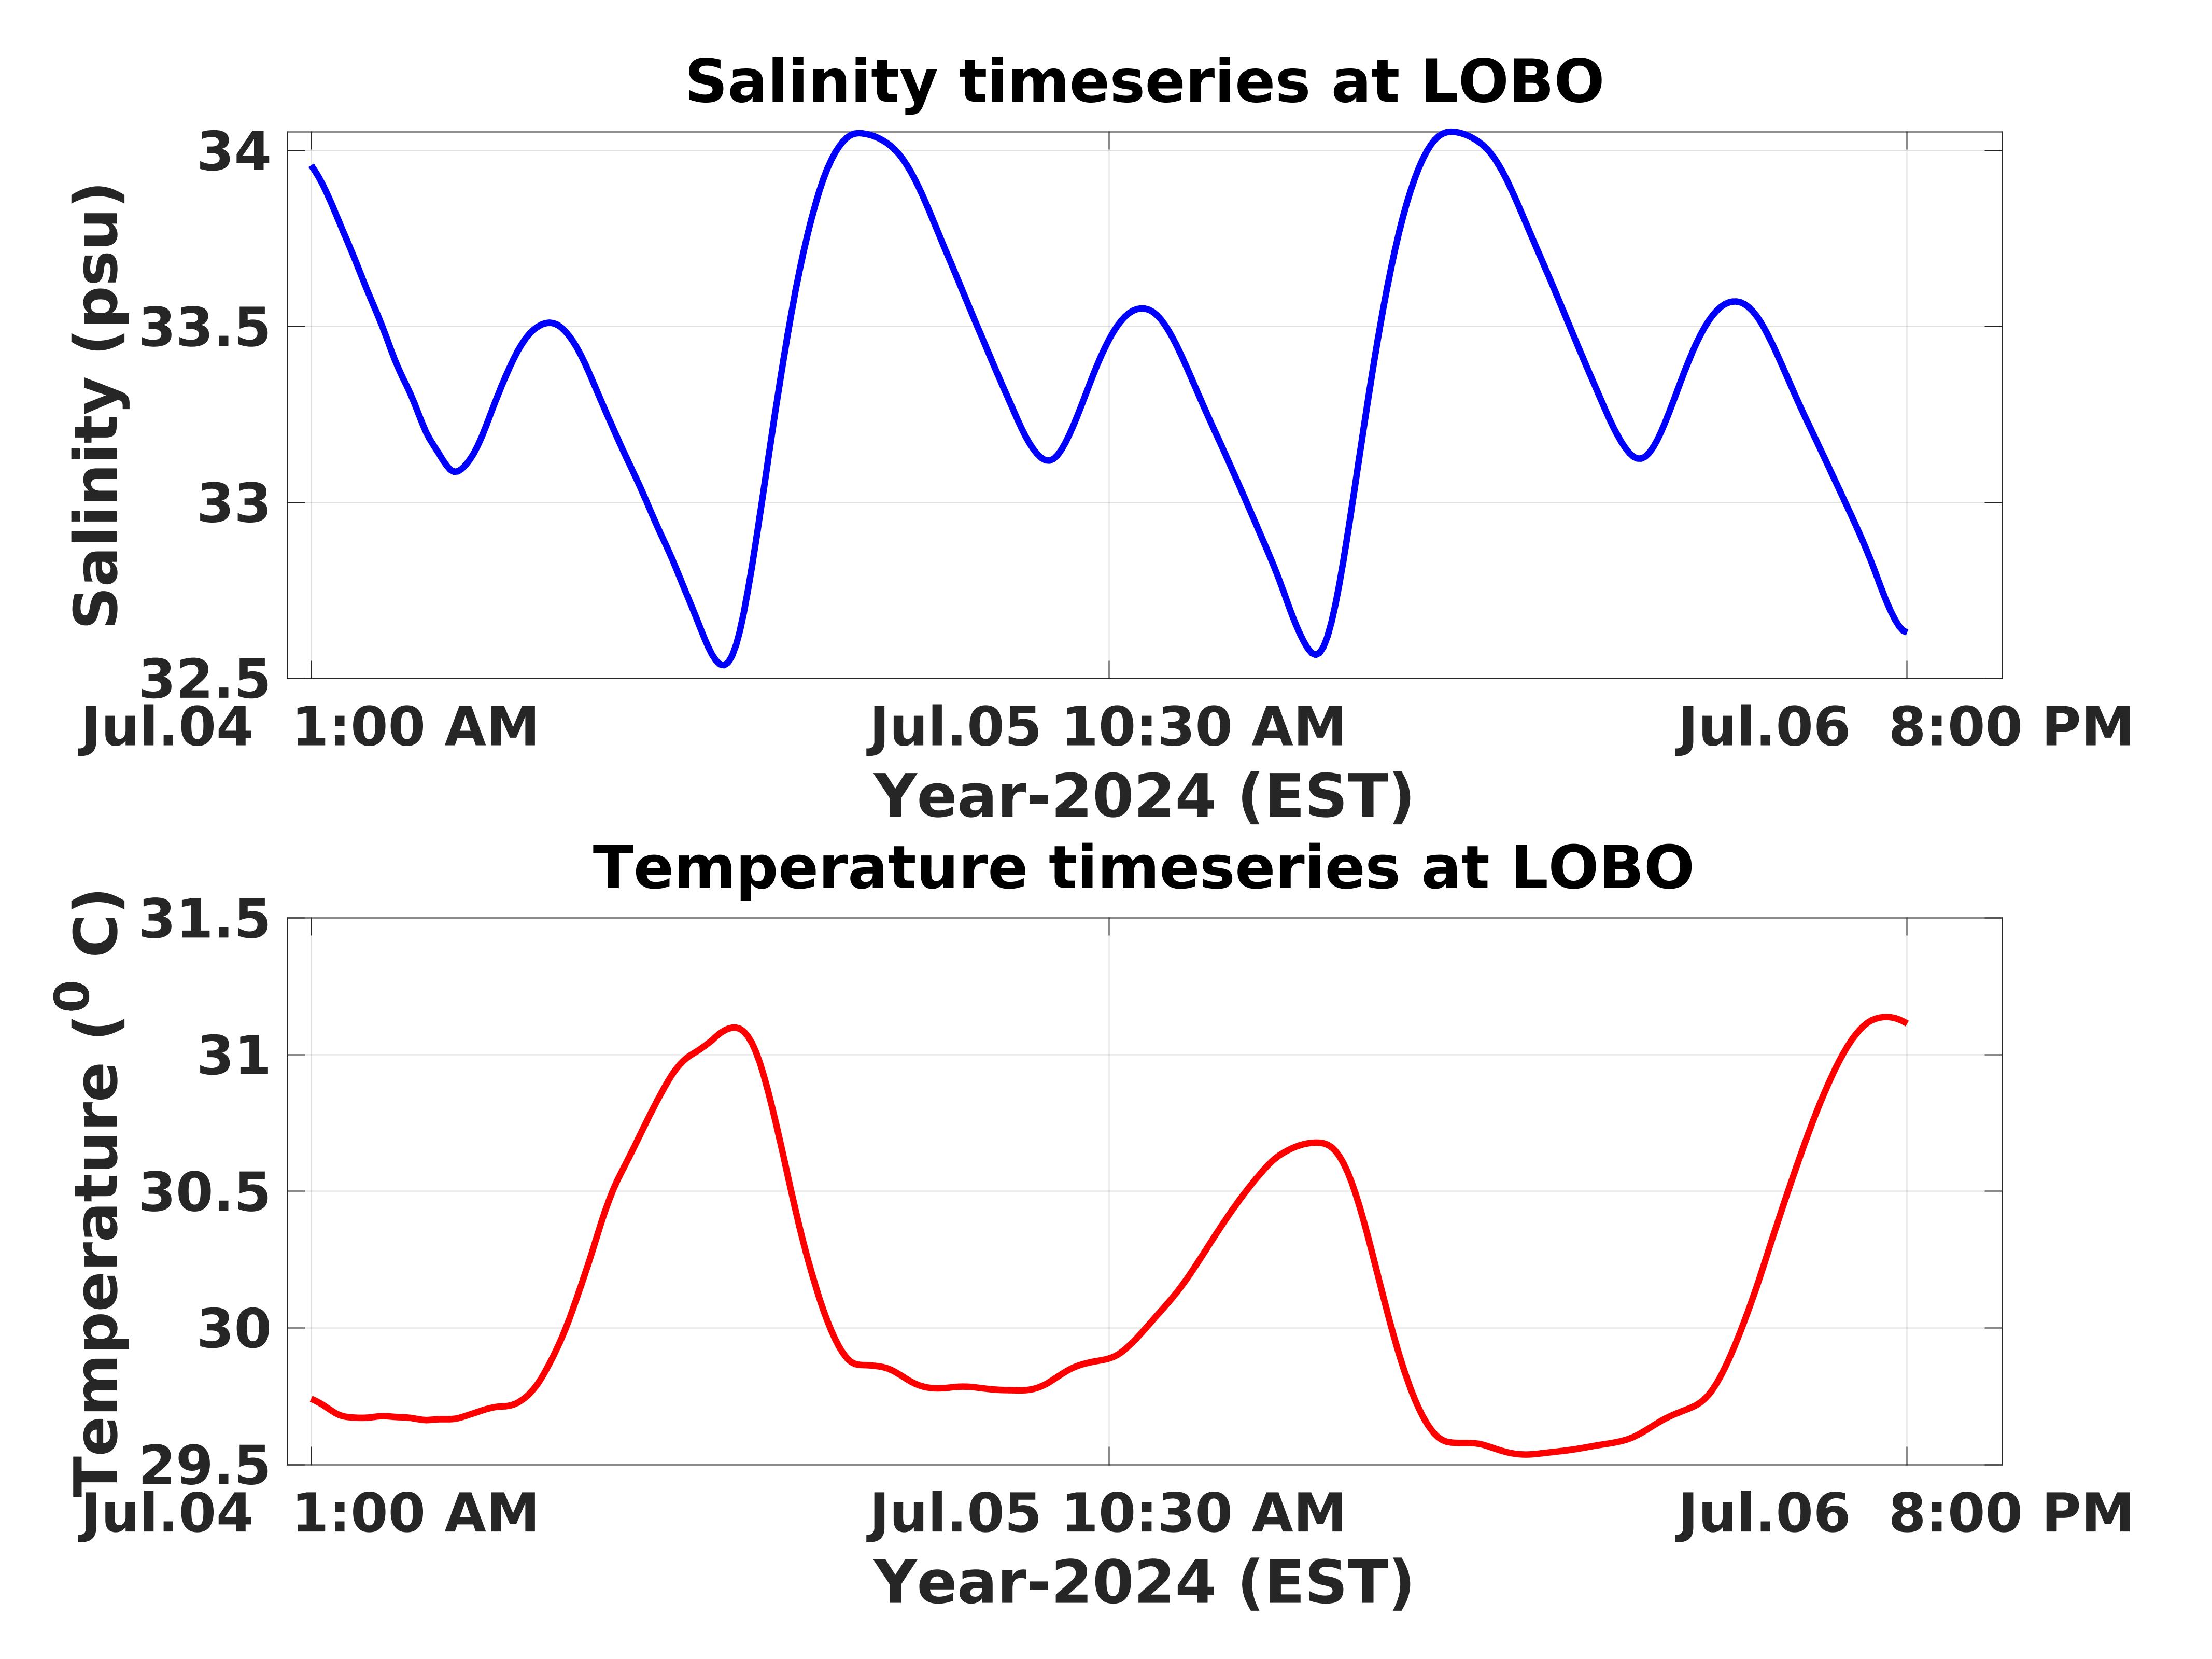 Salinity timeseries at LOBO
Salinity (psu)
34
33.5
33
32.5
Jul.04 1:00 AM Jul.05 10:30 AM Jul.06 8:00 PM
Year-2024 (EST)
Temperature timeseries at LOBO
Temperature (⁰ C)
31.5
31
30.5
30
29.5
Jul.04 1:00 AM Jul.05 10:30 AM Jul.06 8:00 PM
Year-2024 (EST)